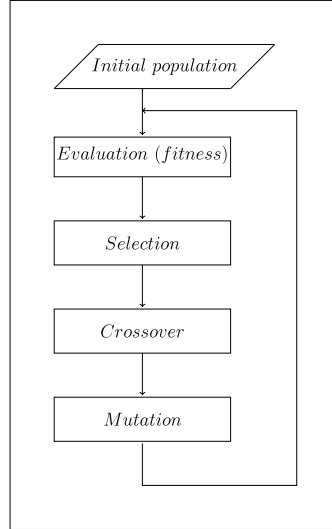 Initial population
Evaluation (fitness)
Selection
Crossover
Mutation